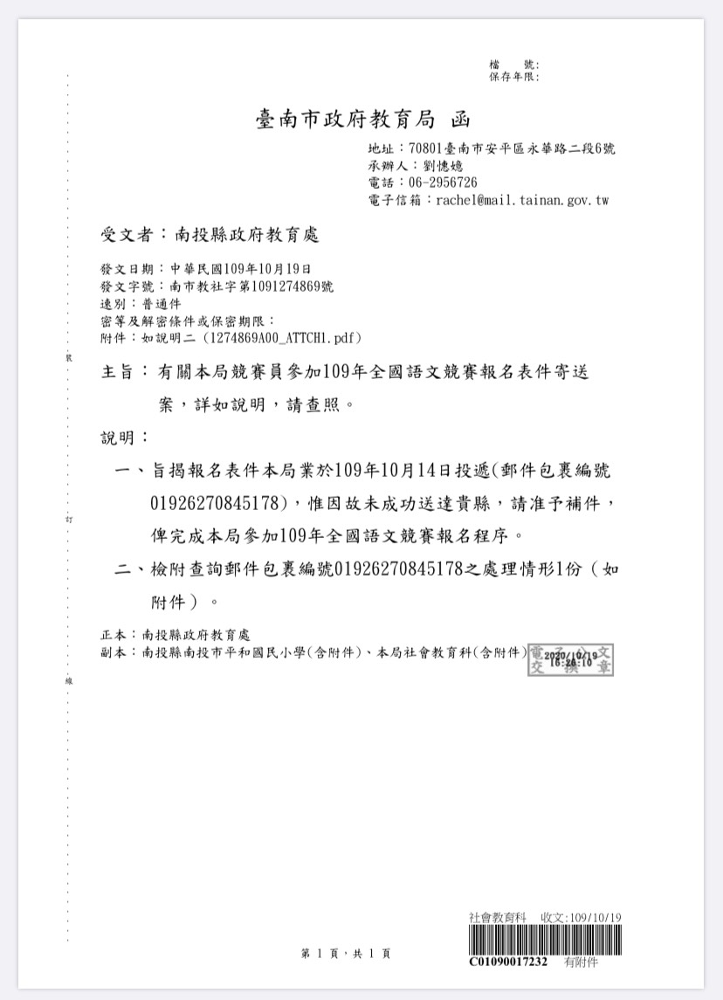 檔　　號:
保存年限:
臺南市政府教育局 函
地址：70801臺南市安平區永華路二段6號
承辦人：劉憓嬑
電話：06-2956726
電子信箱：rachel@mail.tainan.gov.tw
受文者：南投縣政府教育處
發文日期：中華民國109年10月19日
發文字號：南市教社字第1091274869號
速別：普通件
密等及解密條件或保密期限：
附件：如說明二（1274869A00_ATTCH1.pdf）
主旨：有關本局競賽員參加109年全國語文競賽報名表件寄送
案，詳如說明，請查照。
說明：
一、旨揭報名表件本局業於109年10月14日投遞(郵件包裹編號
01926270845178)，惟因故未成功送達貴縣，請准予補件，
俾完成本局參加109年全國語文競賽報名程序。
二、檢附查詢郵件包裹編號01926270845178之處理情形1份（如
附件）。
正本：南投縣政府教育處
副本：南投縣南投市平和國民小學(含附件)、本局社會教育科(含附件)
電子公文
交換章
2020/10/19
16:26:10
裝
訂
線
社會教育科　收文:109/10/19
C01090017232　有附件
第 1 頁，共 1 頁